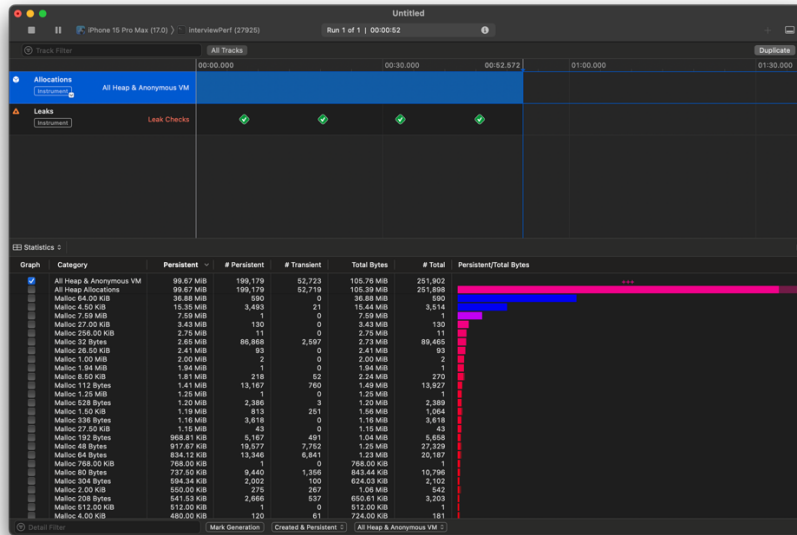 Untitled
iPhone 15 Pro Max (17.0) InterviewPerf (27925)
Run 1 of 1 | 00:00:52
Track Filter All Tracks Duplicate
00:00.000 00:30.000 00:52.572 01:00.000 01:30.000
Allocations
Instrument All Heap & Anonymous VM
Leaks
Instrument Leak Checks
Statistics
Graph Category Persistent # Persistent # Transient Total Bytes # Total Persistent/Total Bytes
All Heap & Anonymous VM 99.67 MiB 199,179 52,723 105.76 MiB 251,902 +++
All Heap Allocations 99.67 MiB 199,179 52,719 105.39 MiB 251,898
Malloc 64.00 KiB 36.88 MiB 590 0 36.88 MiB 590
Malloc 4.50 KiB 15.35 MiB 3,493 21 15.44 MiB 3,514
Malloc 7.59 MiB 7.59 MiB 1 0 7.59 MiB 1
Malloc 27.00 KiB 3.43 MiB 130 0 3.43 MiB 130
Malloc 256.00 KiB 2.75 MiB 11 0 2.75 MiB 11
Malloc 32 Bytes 2.65 MiB 86,868 2,597 2.73 MiB 89,465
Malloc 26.50 KiB 2.41 MiB 93 0 2.41 MiB 93
Malloc 1.00 MiB 2.00 MiB 2 0 2.00 MiB 2
Malloc 1.94 MiB 1.94 MiB 1 0 1.94 MiB 1
Malloc 8.50 KiB 1.81 MiB 218 52 2.24 MiB 270
Malloc 112 Bytes 1.41 MiB 13,167 760 1.49 MiB 13,927
Malloc 1.25 MiB 1.25 MiB 1 0 1.25 MiB 1
Malloc 528 Bytes 1.20 MiB 2,386 3 1.20 MiB 2,389
Malloc 1.50 KiB 1.19 MiB 813 251 1.56 MiB 1,064
Malloc 336 Bytes 1.16 MiB 3,618 0 1.16 MiB 3,618
Malloc 27.50 KiB 1.15 MiB 43 0 1.15 MiB 43
Malloc 192 Bytes 968.81 KiB 5,167 491 1.04 MiB 5,658
Malloc 48 Bytes 917.67 KiB 19,577 7,752 1.25 MiB 27,329
Malloc 64 Bytes 834.12 KiB 13,346 6,841 1.23 MiB 20,187
Malloc 768.00 KiB 768.00 KiB 1 0 768.00 KiB 1
Malloc 80 Bytes 737.50 KiB 9,440 1,356 843.44 KiB 10,796
Malloc 304 Bytes 594.34 KiB 2,002 100 624.03 KiB 2,102
Malloc 2.00 KiB 550.00 KiB 275 267 1.06 MiB 542
Malloc 208 Bytes 541.53 KiB 2,666 537 650.61 KiB 3,203
Malloc 512.00 KiB 512.00 KiB 1 0 512.00 KiB 1
Malloc 4.00 KiB 480.00 KiB 120 61 724.00 KiB 181
Detail Filter Mark Generation Created & Persistent All Heap & Anonymous VM